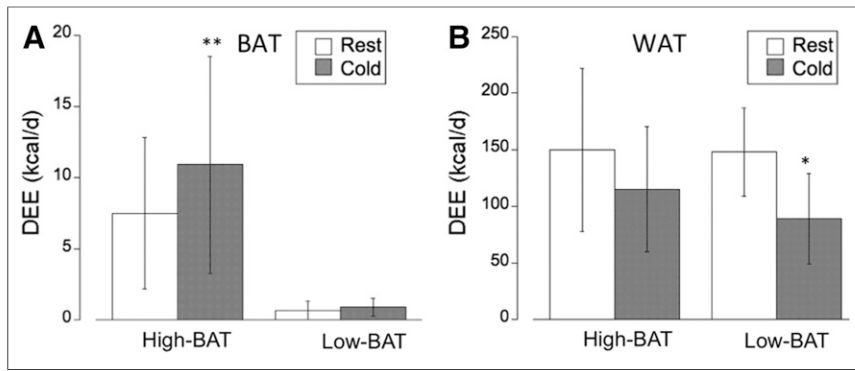 A
BAT
**
Rest
Cold
DEE (kcal/d)
20
15
10
5
0
High-BAT
Low-BAT
B
WAT
*
Rest
Cold
DEE (kcal/d)
250
200
150
100
50
0
High-BAT
Low-BAT